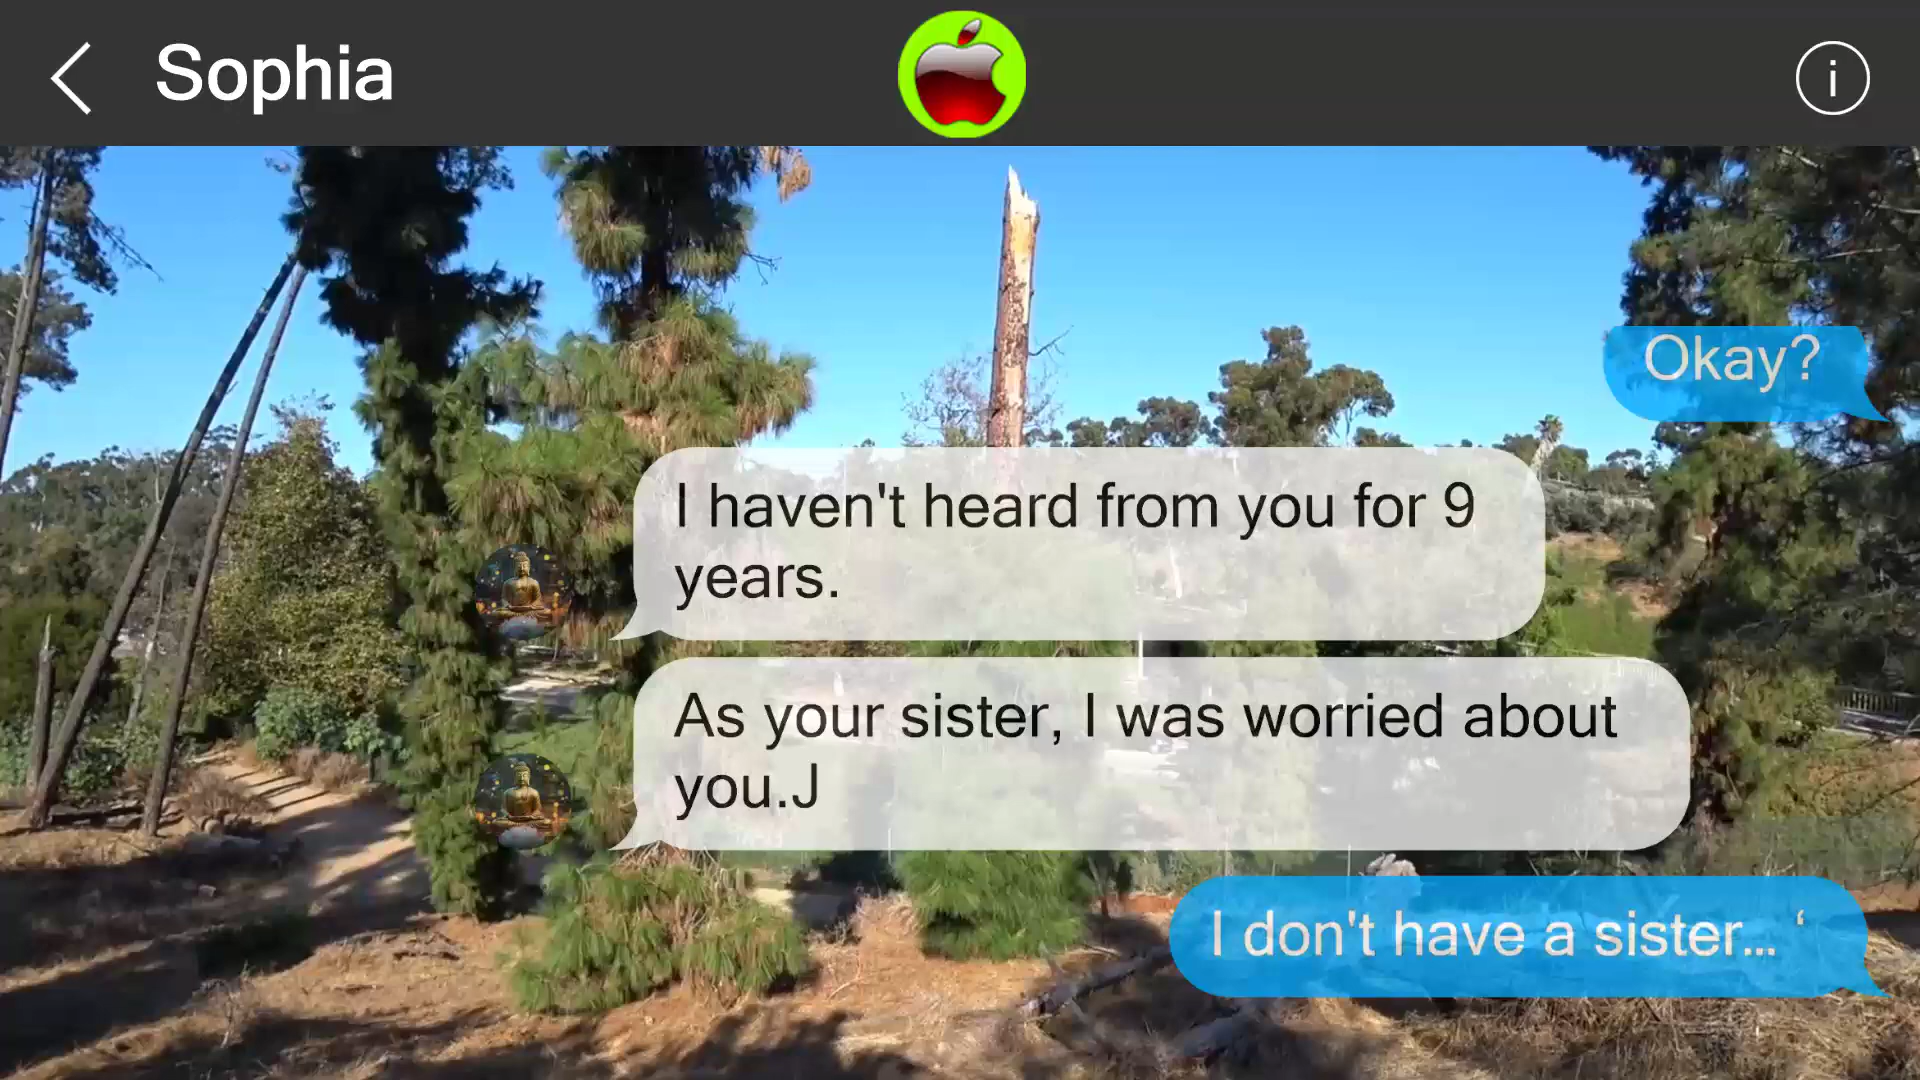 Sophia
i
Okay?
I haven't heard from you for 9
years.
As your sister, I was worried about
you.J
I don't have a sister... ‘